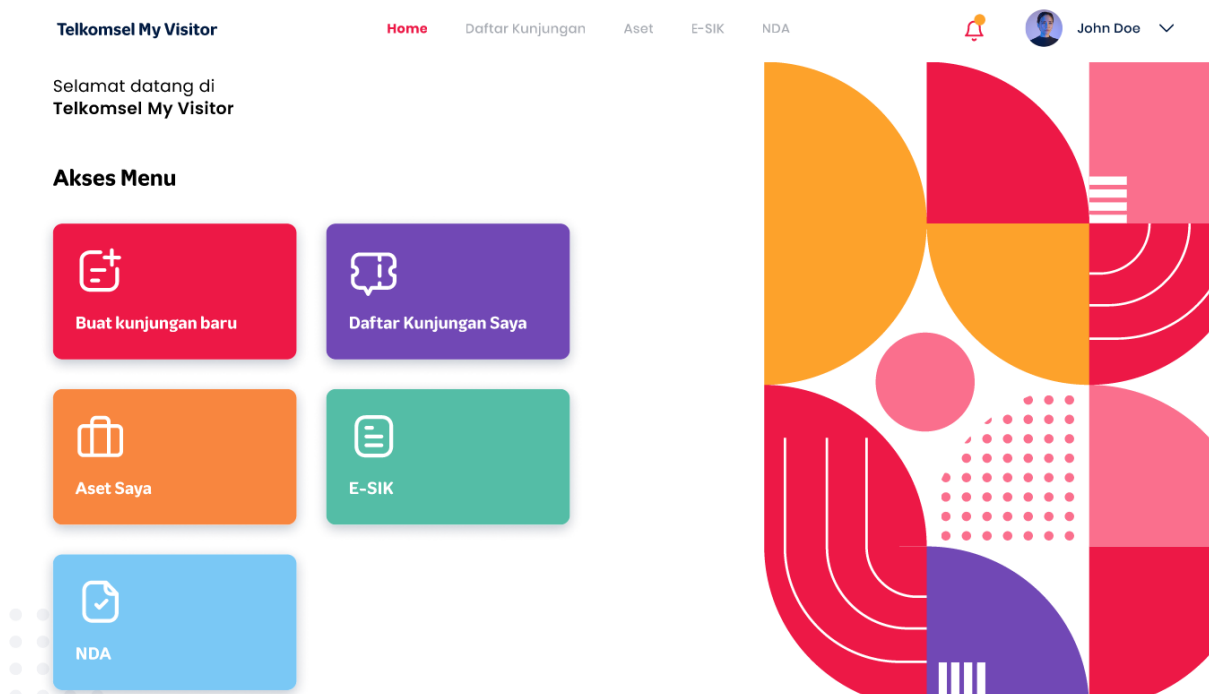 Telkomsel My Visitor
Home
Daftar Kunjungan
Aset
E-SIK
NDA
John Doe
Selamat datang di
Telkomsel My Visitor
Akses Menu
Buat kunjungan baru
Daftar Kunjungan Saya
Aset Saya
E-SIK
NDA